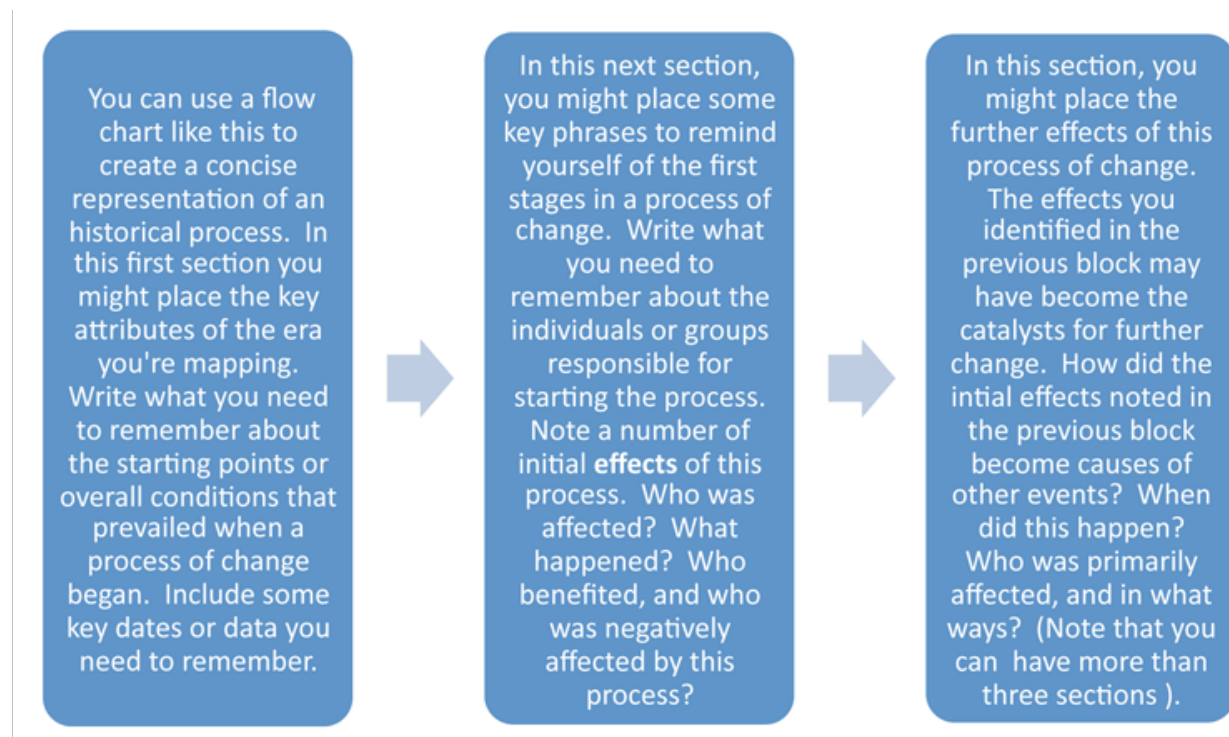 You can use a flow
chart like this to
create a concise
representation of an
historical process.  In
this first section you
might place the key
attributes of the era
you're mapping.
Write what you need
to remember about
the starting points or
overall conditions that
prevailed when a
process of change
began.  Include some
key dates or data you
need to remember.
In this next section,
you might place some
key phrases to remind
yourself of the first
stages in a process of
change.  Write what
you need to
remember about the
individuals or groups
responsible for
starting the process.
Note a number of
initial effects of this
process.  Who was
affected?  What
happened?  Who
benefited, and who
was negatively
affected by this
process?
In this section, you
might place the
further effects of this
process of change.
The effects you
identified in the
previous block may
have become the
catalysts for further
change.  How did the
intial effects noted in
the previous block
become causes of
other events?  When
did this happen?
Who was primarily
affected, and in what
ways?  (Note that you
can  have more than
three sections ).